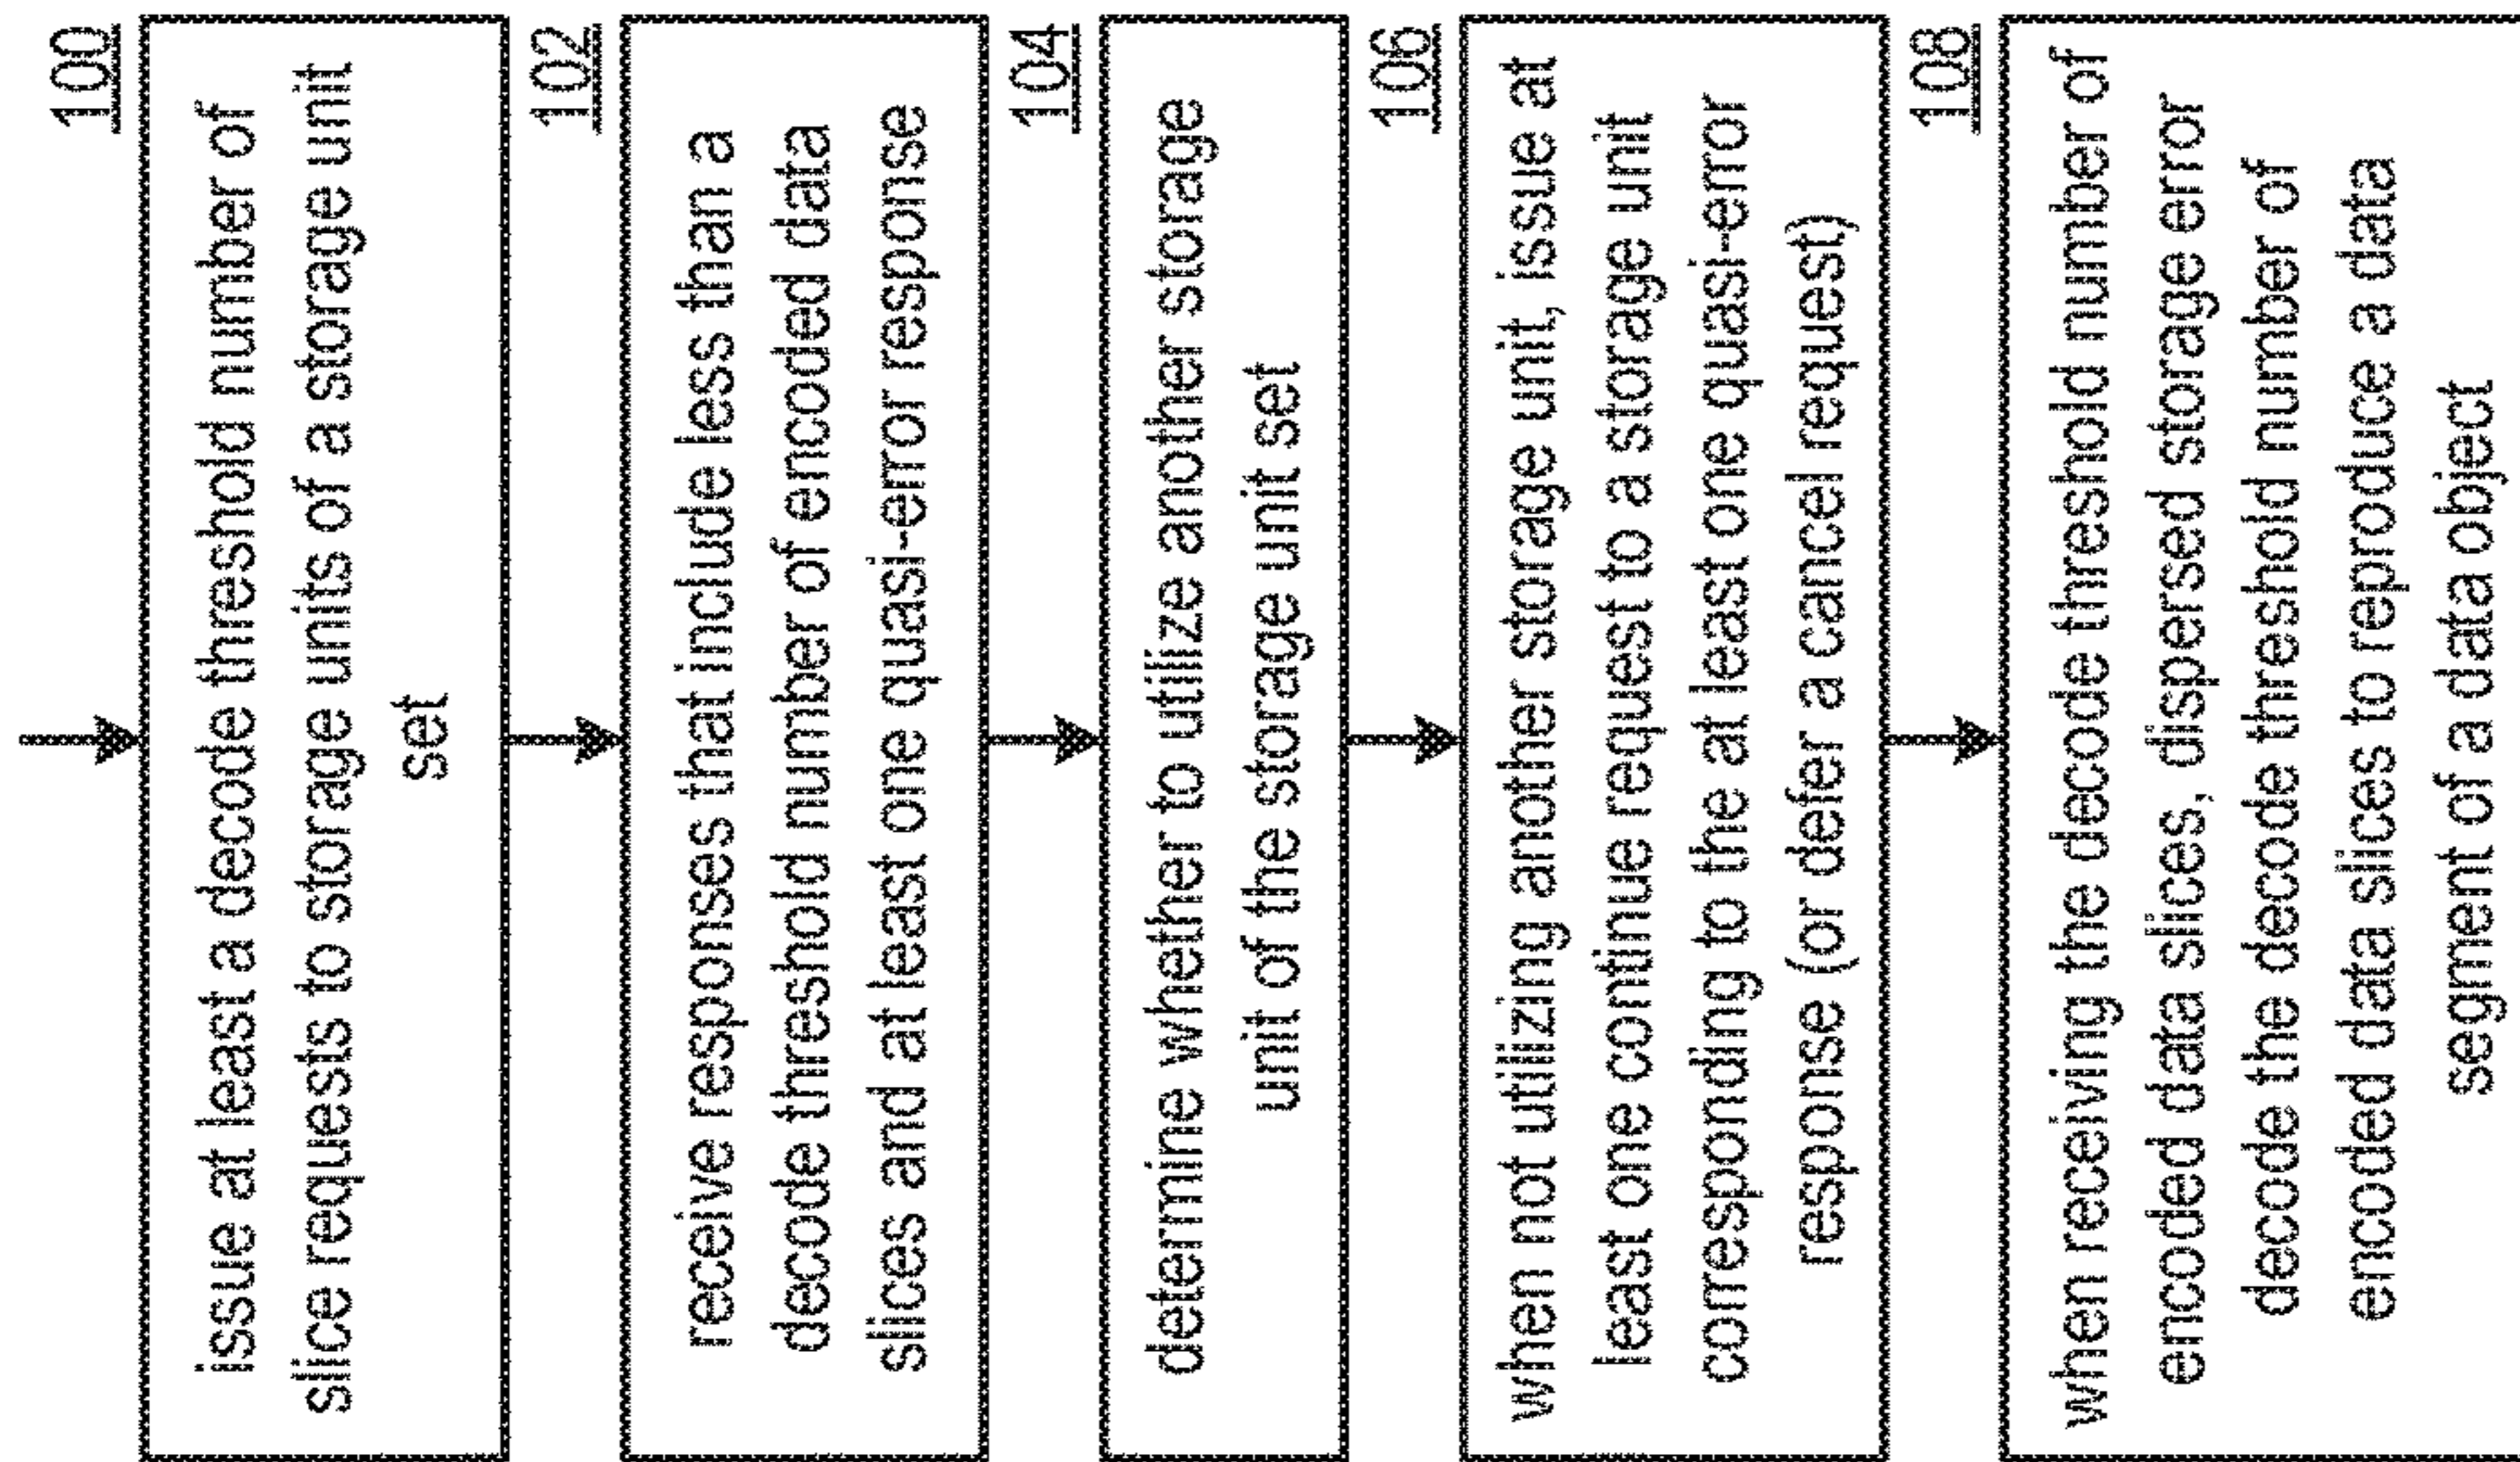 100
issue at least a decode threshold number of
slice requests to storage units of a storage unit
set
102
receive responses that include less than a
decode threshold number of encoded data
slices and at least one quasi-error response
104
determine whether to utilize another storage
unit of the storage unit set
106
when not utilizing another storage unit, issue at
least one continue request to a storage unit
corresponding to the at least one quasi-error
response (or defer a cancel request)
108
when receiving the decode threshold number of
encoded data slices, dispersed storage error
decode the decode threshold number of
encoded data slices to reproduce a data
segment of a data object